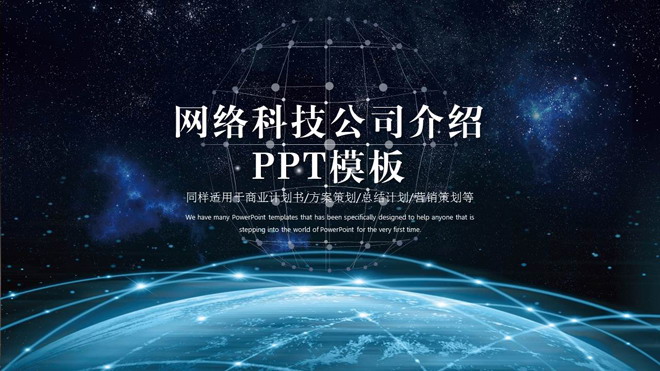 网络科技公司介绍
PPT模板
同样适用于商业计划书/方案策划/总结计划/营销策划等
We have many PowerPoint templates that has been specifically designed to help anyone that is
stepping into the world of PowerPoint for the very first time.